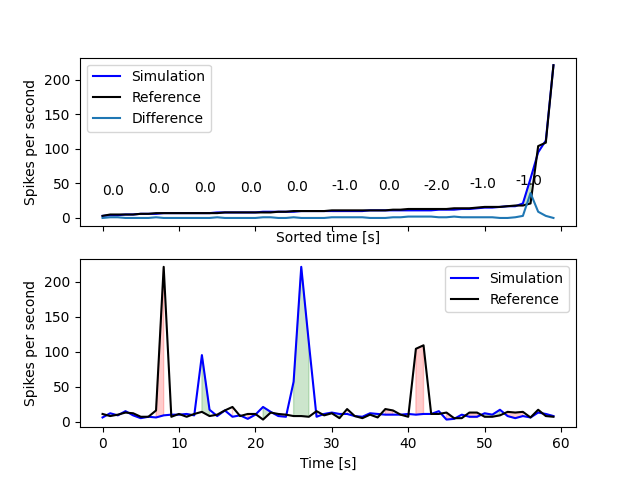 Spikes per second
200
150
100
50
0
Simulation
Reference
Difference
0.0 0.0 0.0 0.0 0.0 -1.0 0.0 -2.0 -1.0 -1.0
Sorted time [s]
Spikes per second
200
150
100
50
0
Simulation
Reference
0 10 20 30 40 50 60
Time [s]